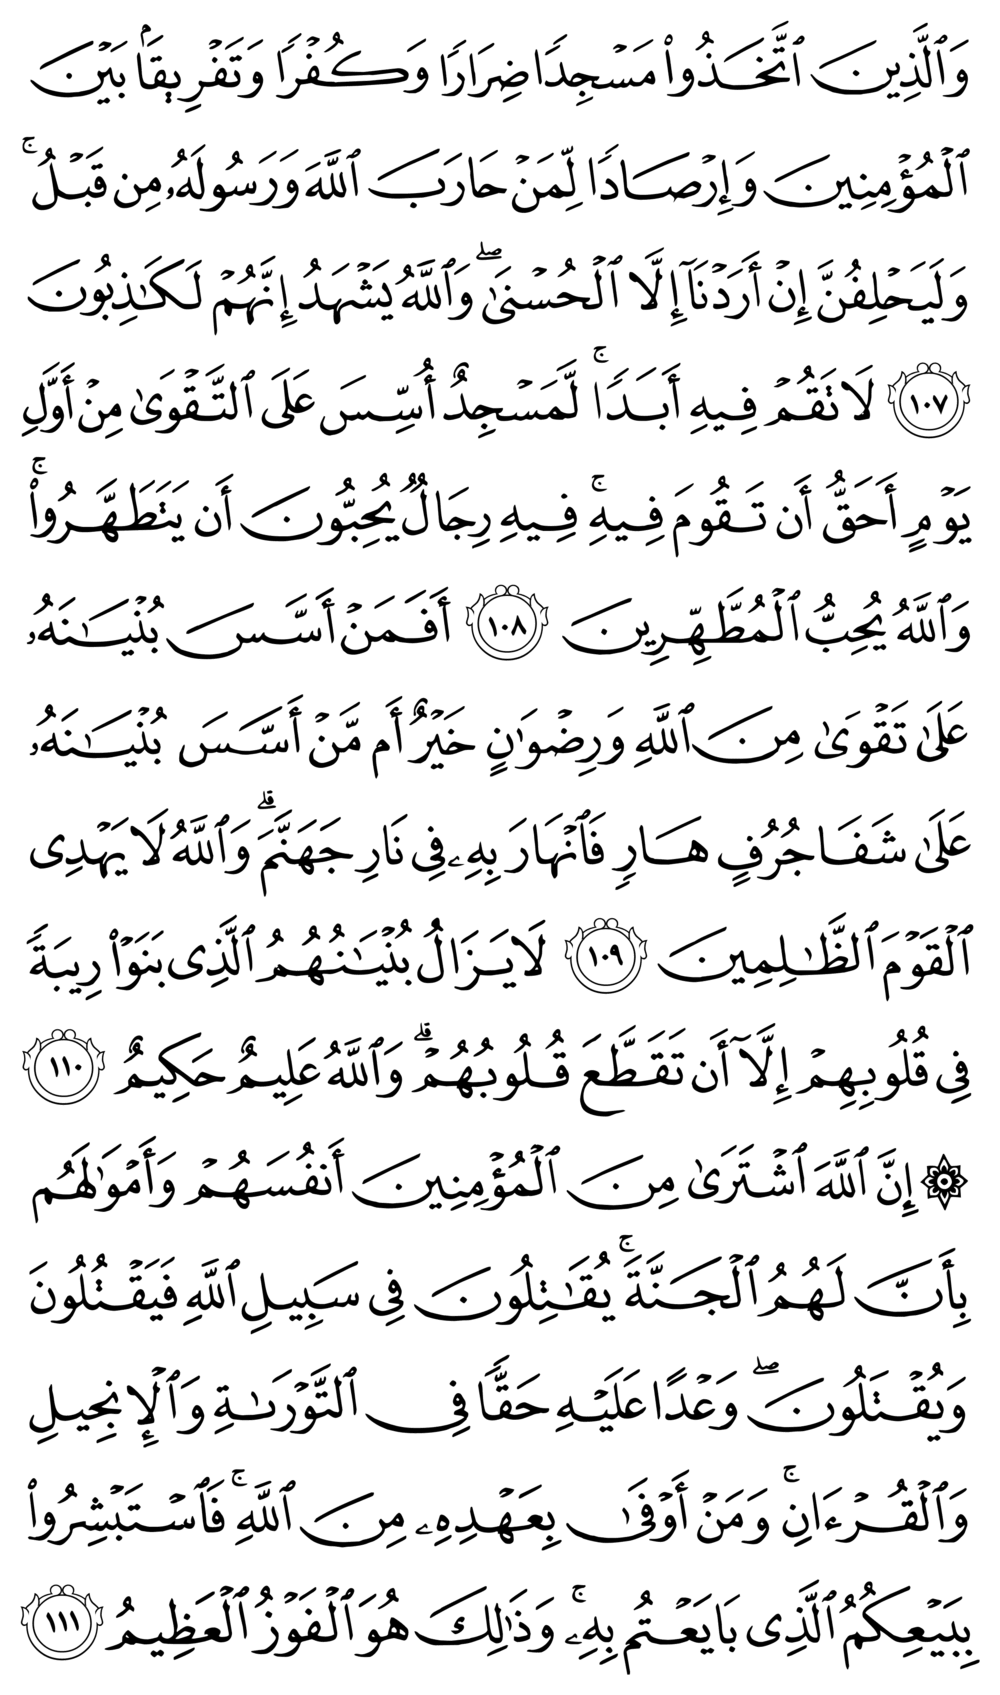 وَٱلَّذِينَ ٱتَّخَذُوا۟ مَسْجِدًا ضِرَارًا وَكُفْرًا وَتَفْرِيقًۢا بَيْنَ
ٱلْمُؤْمِنِينَ وَإِرْصَادًا لِّمَنْ حَارَبَ ٱللَّهَ وَرَسُولَهُۥ مِن قَبْلُ ۚ
وَلَيَحْلِفُنَّ إِنْ أَرَدْنَآ إِلَّا ٱلْحُسْنَىٰ ۖ وَٱللَّهُ يَشْهَدُ إِنَّهُمْ لَكَـٰذِبُونَ
١٠٧ لَا تَقُمْ فِيهِ أَبَدًا ۚ لَّمَسْجِدٌ أُسِّسَ عَلَى ٱلتَّقْوَىٰ مِنْ أَوَّلِ
يَوْمٍ أَحَقُّ أَن تَقُومَ فِيهِ ۚ فِيهِ رِجَالٌ يُحِبُّونَ أَن يَتَطَهَّرُوا۟ ۚ
وَٱللَّهُ يُحِبُّ ٱلْمُطَّهِّرِينَ ١٠٨ أَفَمَنْ أَسَّسَ بُنْيَـٰنَهُۥ
عَلَىٰ تَقْوَىٰ مِنَ ٱللَّهِ وَرِضْوَٰنٍ خَيْرٌ أَم مَّنْ أَسَّسَ بُنْيَـٰنَهُۥ
عَلَىٰ شَفَا جُرُفٍ هَارٍ فَٱنْهَارَ بِهِۦ فِى نَارِ جَهَنَّمَ ۗ وَٱللَّهُ لَا يَهْدِى
ٱلْقَوْمَ ٱلظَّـٰلِمِينَ ١٠٩ لَا يَزَالُ بُنْيَـٰنُهُمُ ٱلَّذِى بَنَوْا۟ رِيبَةً
فِى قُلُوبِهِمْ إِلَّآ أَن تَقَطَّعَ قُلُوبُهُمْ ۗ وَٱللَّهُ عَلِيمٌ حَكِيمٌ ١١٠
۞ إِنَّ ٱللَّهَ ٱشْتَرَىٰ مِنَ ٱلْمُؤْمِنِينَ أَنفُسَهُمْ وَأَمْوَٰلَهُم
بِأَنَّ لَهُمُ ٱلْجَنَّةَ ۚ يُقَـٰتِلُونَ فِى سَبِيلِ ٱللَّهِ فَيَقْتُلُونَ
وَيُقْتَلُونَ ۖ وَعْدًا عَلَيْهِ حَقًّا فِى ٱلتَّوْرَىٰةِ وَٱلْإِنجِيلِ
وَٱلْقُرْءَانِ ۚ وَمَنْ أَوْفَىٰ بِعَهْدِهِۦ مِنَ ٱللَّهِ ۚ فَٱسْتَبْشِرُوا۟
بِبَيْعِكُمُ ٱلَّذِى بَايَعْتُم بِهِۦ ۚ وَذَٰلِكَ هُوَ ٱلْفَوْزُ ٱلْعَظِيمُ ١١١